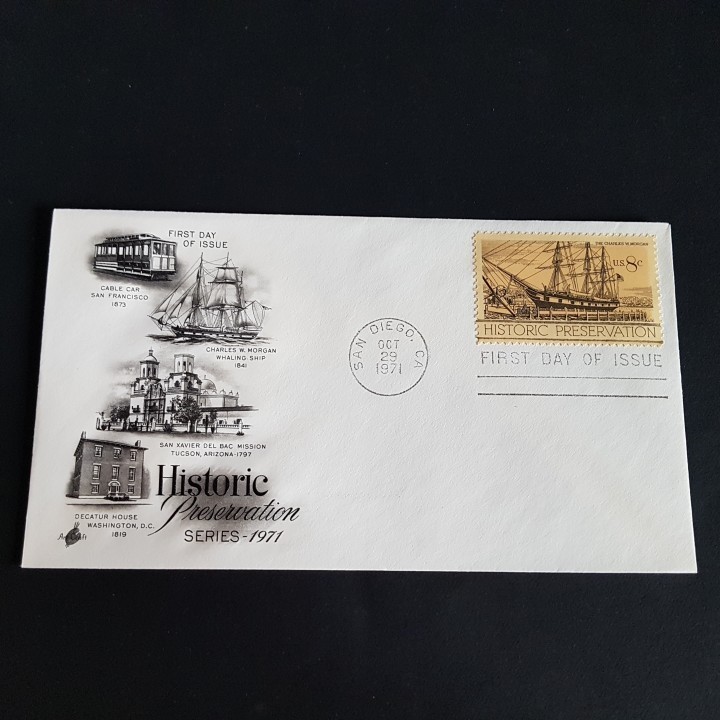 FIRST DAY
OF ISSUE
CABLE CAR
SAN FRANCISCO
1873
CHARLES W. MORGAN
WHALING SHIP
1841
SAN XAVIER DEL BAC MISSION
TUCSON, ARIZONA-1797
DECATUR HOUSE
WASHINGTON, D.C.
1819
Historic
Preservation
SERIES-1971
ArtCraft
SAN DIEGO, CA
OCT
29
1971
THE CHARLES W. MORGAN
U.S. 8c
HISTORIC PRESERVATION
FIRST DAY OF ISSUE